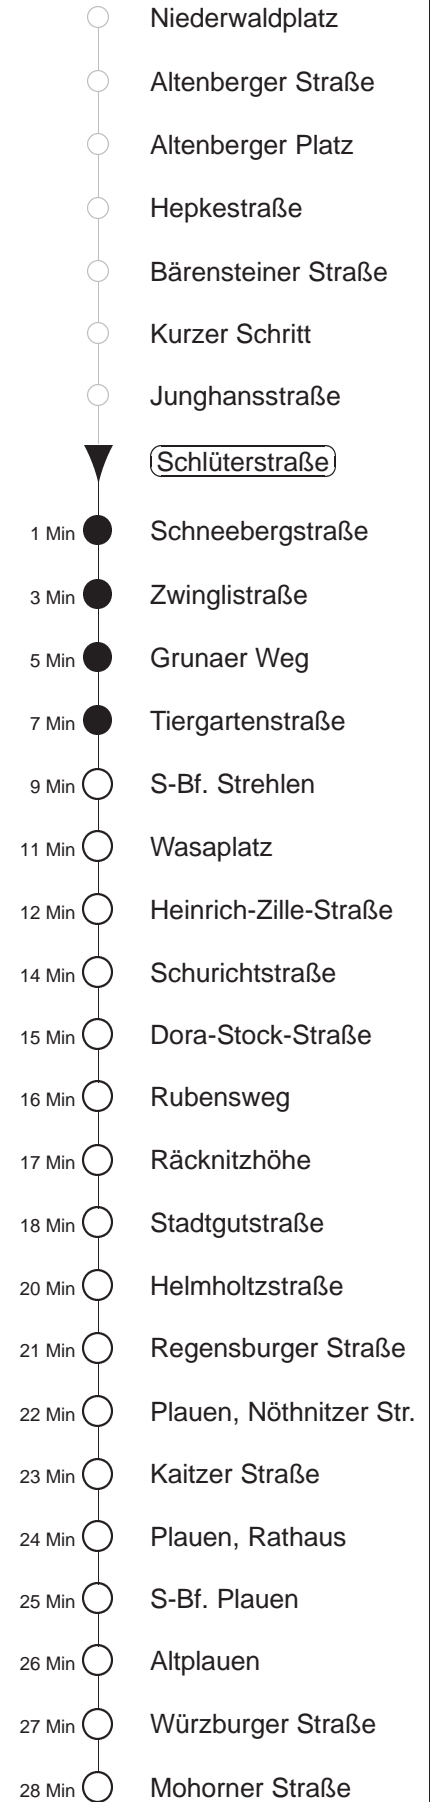 Niederwaldplatz
Altenberger Straße
Altenberger Platz
Hepkestraße
Bärensteiner Straße
Kurzer Schritt
Junghansstraße
Schlüterstraße
1 Min Schneebergstraße
3 Min Zwinglistraße
5 Min Grunaer Weg
7 Min Tiergartenstraße
9 Min S-Bf. Strehlen
11 Min Wasaplatz
12 Min Heinrich-Zille-Straße
14 Min Schurichtstraße
15 Min Dora-Stock-Straße
16 Min Rubensweg
17 Min Räcknitzhöhe
18 Min Stadtgutstraße
20 Min Helmholtzstraße
21 Min Regensburger Straße
22 Min Plauen, Nöthnitzer Str.
23 Min Kaitzer Straße
24 Min Plauen, Rathaus
25 Min S-Bf. Plauen
26 Min Altplauen
27 Min Würzburger Straße
28 Min Mohorner Straße